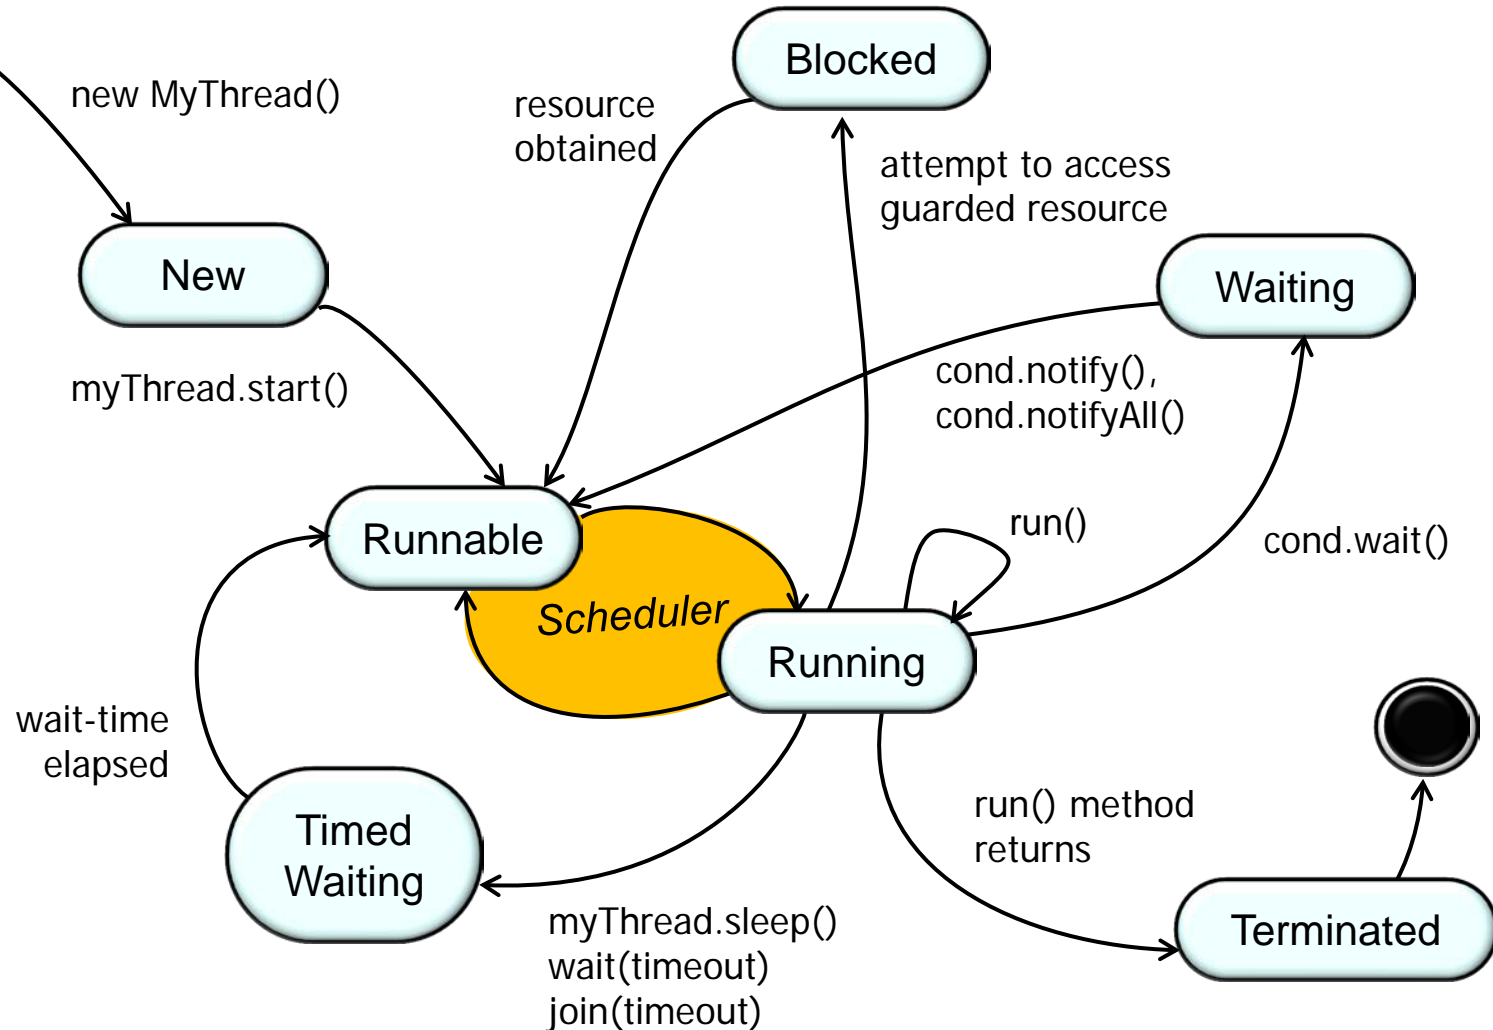 Blocked
new MyThread()
resource
obtained
attempt to access
guarded resource
New
Waiting
myThread.start()
cond.notify(),
cond.notifyAll()
Runnable
run()
cond.wait()
Scheduler
Running
wait-time
elapsed
Timed
Waiting
run() method
returns
myThread.sleep()
wait(timeout)
join(timeout)
Terminated